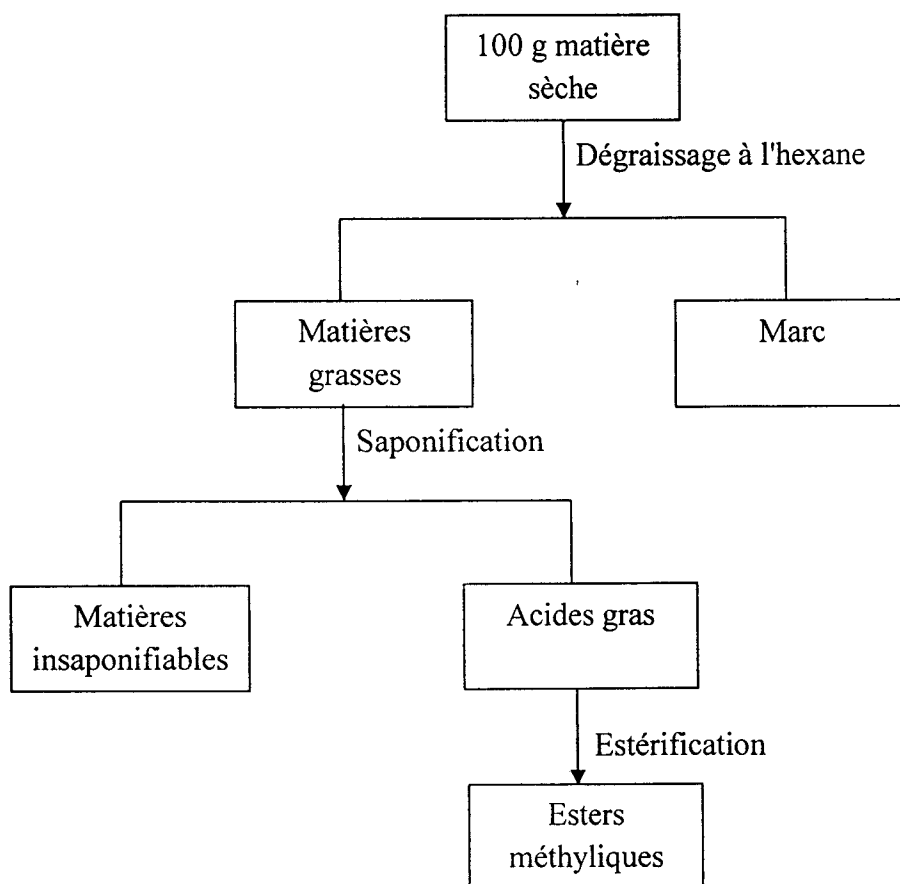 100 g matière
sèche
Dégraissage à l'hexane
Matières
grasses
Marc
Saponification
Matières
insaponifiables
Acides gras
Estérification
Esters
méthyliques